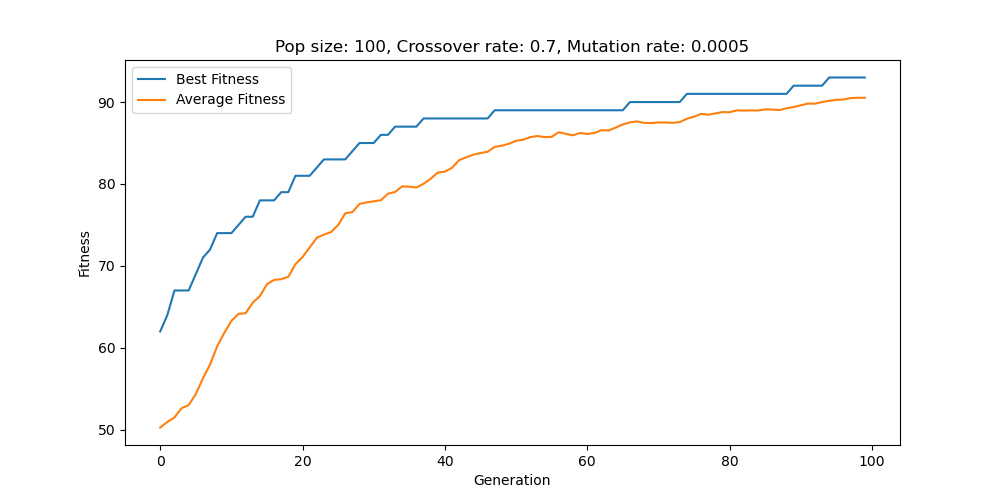 Pop size: 100, Crossover rate: 0.7, Mutation rate: 0.0005
Best Fitness
Average Fitness
90
80
70
60
50
Fitness
0 20 40 60 80 100
Generation